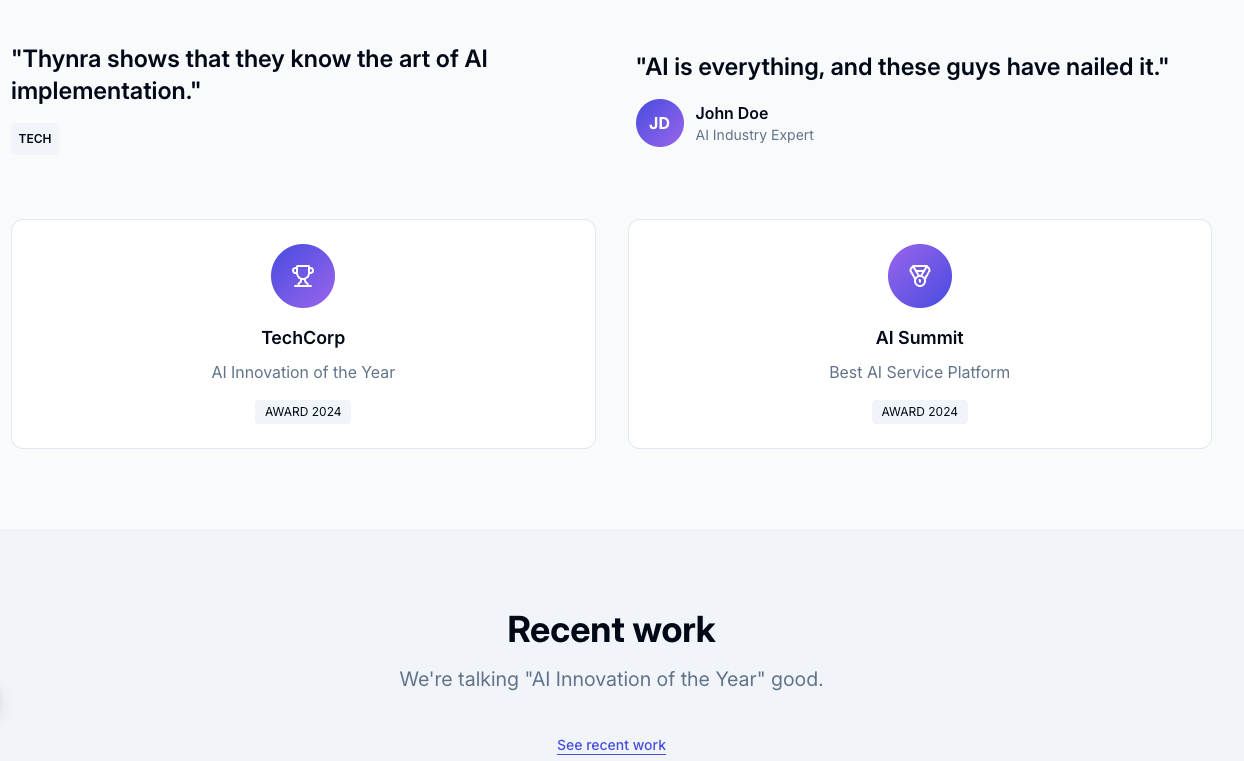 "Thynra shows that they know the art of AI
implementation."
TECH
"AI is everything, and these guys have nailed it."
JD
John Doe
AI Industry Expert
TechCorp
AI Innovation of the Year
AWARD 2024
AI Summit
Best AI Service Platform
AWARD 2024
Recent work
We're talking "AI Innovation of the Year" good.
See recent work